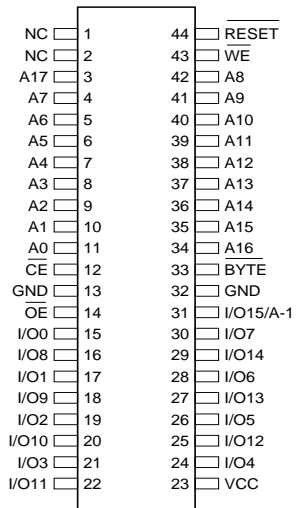 NC 1 44 RESET
NC 2 43 WE
A17 3 42 A8
A7 4 41 A9
A6 5 40 A10
A5 6 39 A11
A4 7 38 A12
A3 8 37 A13
A2 9 36 A14
A1 10 35 A15
A0 11 34 A16
CE 12 33 BYTE
GND 13 32 GND
OE 14 31 I/O15/A-1
I/O0 15 30 I/O7
I/O8 16 29 I/O14
I/O1 17 28 I/O6
I/O9 18 27 I/O13
I/O2 19 26 I/O5
I/O10 20 25 I/O12
I/O3 21 24 I/O4
I/O11 22 23 VCC